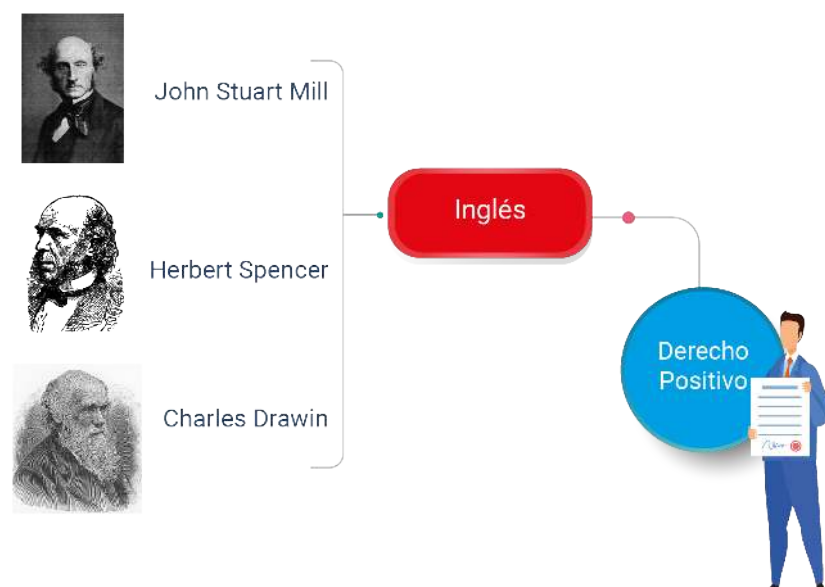 John Stuart Mill
Inglés
Herbert Spencer
Derecho
Positivo
Charles Drawin